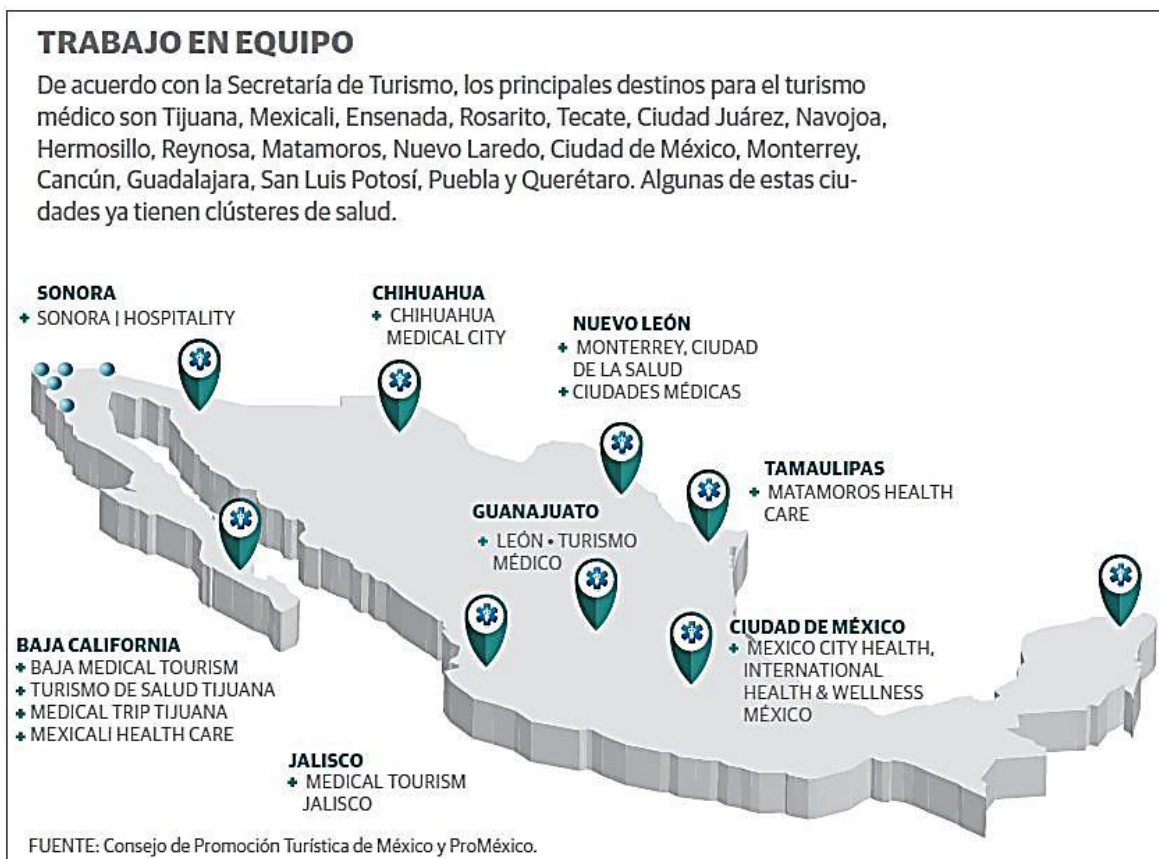 TRABAJO EN EQUIPO
De acuerdo con la Secretaría de Turismo, los principales destinos para el turismo
médico son Tijuana, Mexicali, Ensenada, Rosarito, Tecate, Ciudad Juárez, Navojoa,
Hermosillo, Reynosa, Matamoros, Nuevo Laredo, Ciudad de México, Monterrey,
Cancún, Guadalajara, San Luis Potosí, Puebla y Querétaro. Algunas de estas ciu-
dades ya tienen clústeres de salud.
SONORA
+ SONORA | HOSPITALITY
CHIHUAHUA
+ CHIHUAHUA
MEDICAL CITY
NUEVO LEÓN
+ MONTERREY, CIUDAD
DE LA SALUD
+ CIUDADES MÉDICAS
TAMAULIPAS
+ MATAMOROS HEALTH
CARE
GUANAJUATO
+ LEÓN • TURISMO
MÉDICO
CIUDAD DE MÉXICO
+ MEXICO CITY HEALTH,
INTERNATIONAL
HEALTH & WELLNESS
MÉXICO
BAJA CALIFORNIA
+ BAJA MEDICAL TOURISM
+ TURISMO DE SALUD TIJUANA
+ MEDICAL TRIP TIJUANA
+ MEXICALI HEALTH CARE
JALISCO
+ MEDICAL TOURISM
JALISCO
FUENTE: Consejo de Promoción Turística de México y ProMéxico.